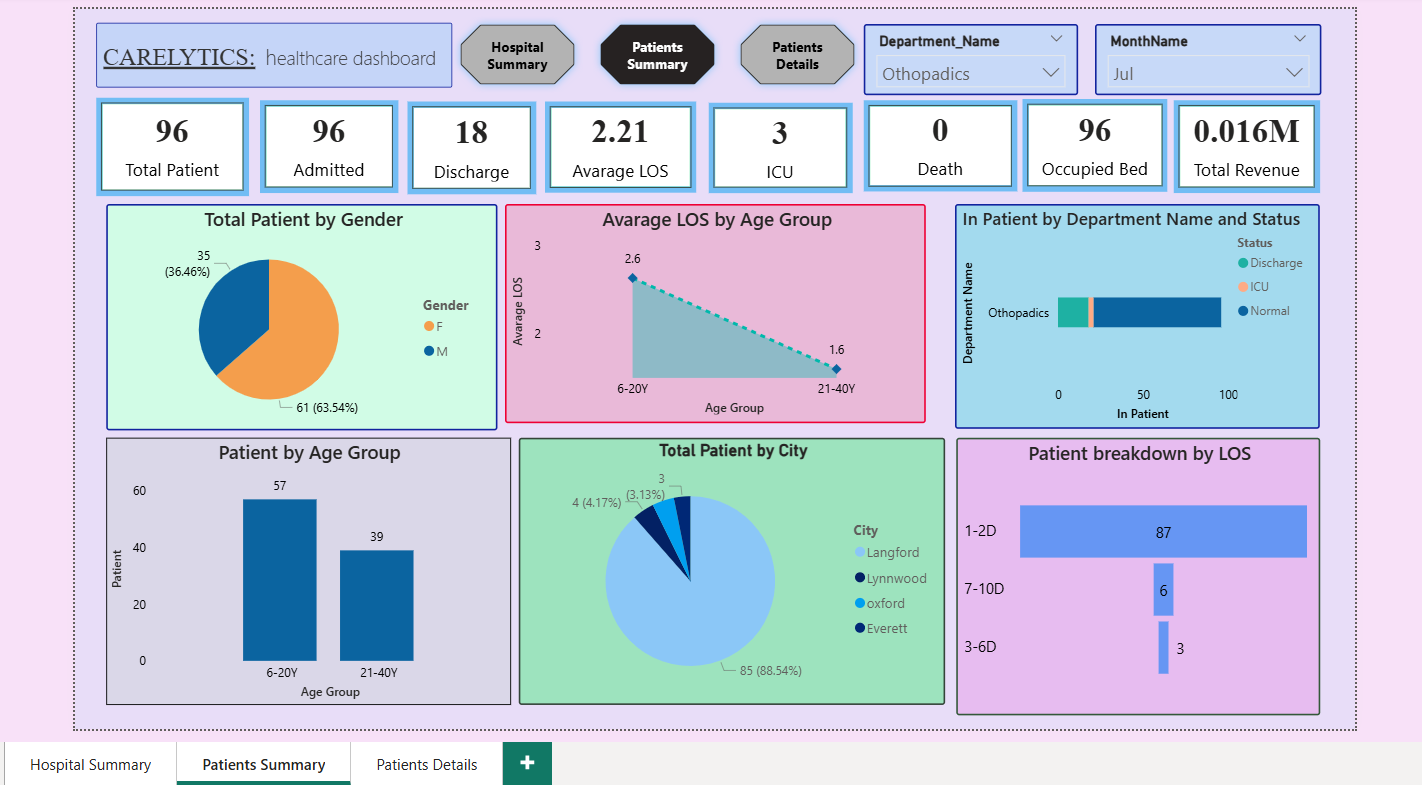 CARELYTICS: healthcare dashboard
Hospital
Summary
Patients
Summary
Patients
Details
Department_Name
Othopadics
MonthName
Jul
96
Total Patient
96
Admitted
18
Discharge
2.21
Avarage LOS
3
ICU
0
Death
96
Occupied Bed
0.016M
Total Revenue
Total Patient by Gender
35
(36.46%)
61 (63.54%)
Gender
F
M
Avarage LOS by Age Group
Avarage LOS
3
2
2.6
1.6
6-20Y
21-40Y
Age Group
In Patient by Department Name and Status
Department Name
Othopadics
0
50
100
In Patient
Status
Discharge
ICU
Normal
Patient by Age Group
Patient
60
40
20
0
57
39
6-20Y
21-40Y
Age Group
Total Patient by City
3
(3.13%)
4 (4.17%)
85 (88.54%)
City
Langford
Lynnwood
oxford
Everett
Patient breakdown by LOS
1-2D
87
7-10D
6
3-6D
3
Hospital Summary
Patients Summary
Patients Details
+